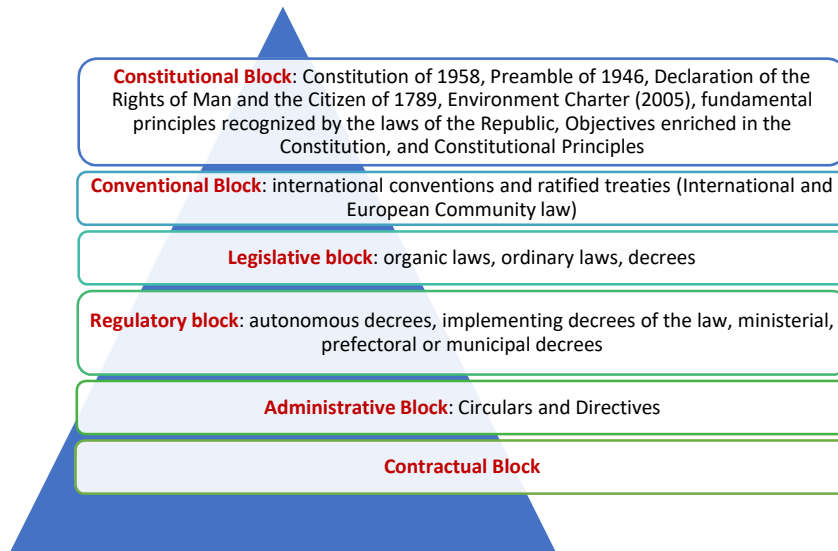 Constitutional Block: Constitution of 1958, Preamble of 1946, Declaration of the
Rights of Man and the Citizen of 1789, Environment Charter (2005), fundamental
principles recognized by the laws of the Republic, Objectives enriched in the
Constitution, and Constitutional Principles
Conventional Block: international conventions and ratified treaties (International and
European Community law)
Legislative block: organic laws, ordinary laws, decrees
Regulatory block: autonomous decrees, implementing decrees of the law, ministerial,
prefectoral or municipal decrees
Administrative Block: Circulars and Directives
Contractual Block